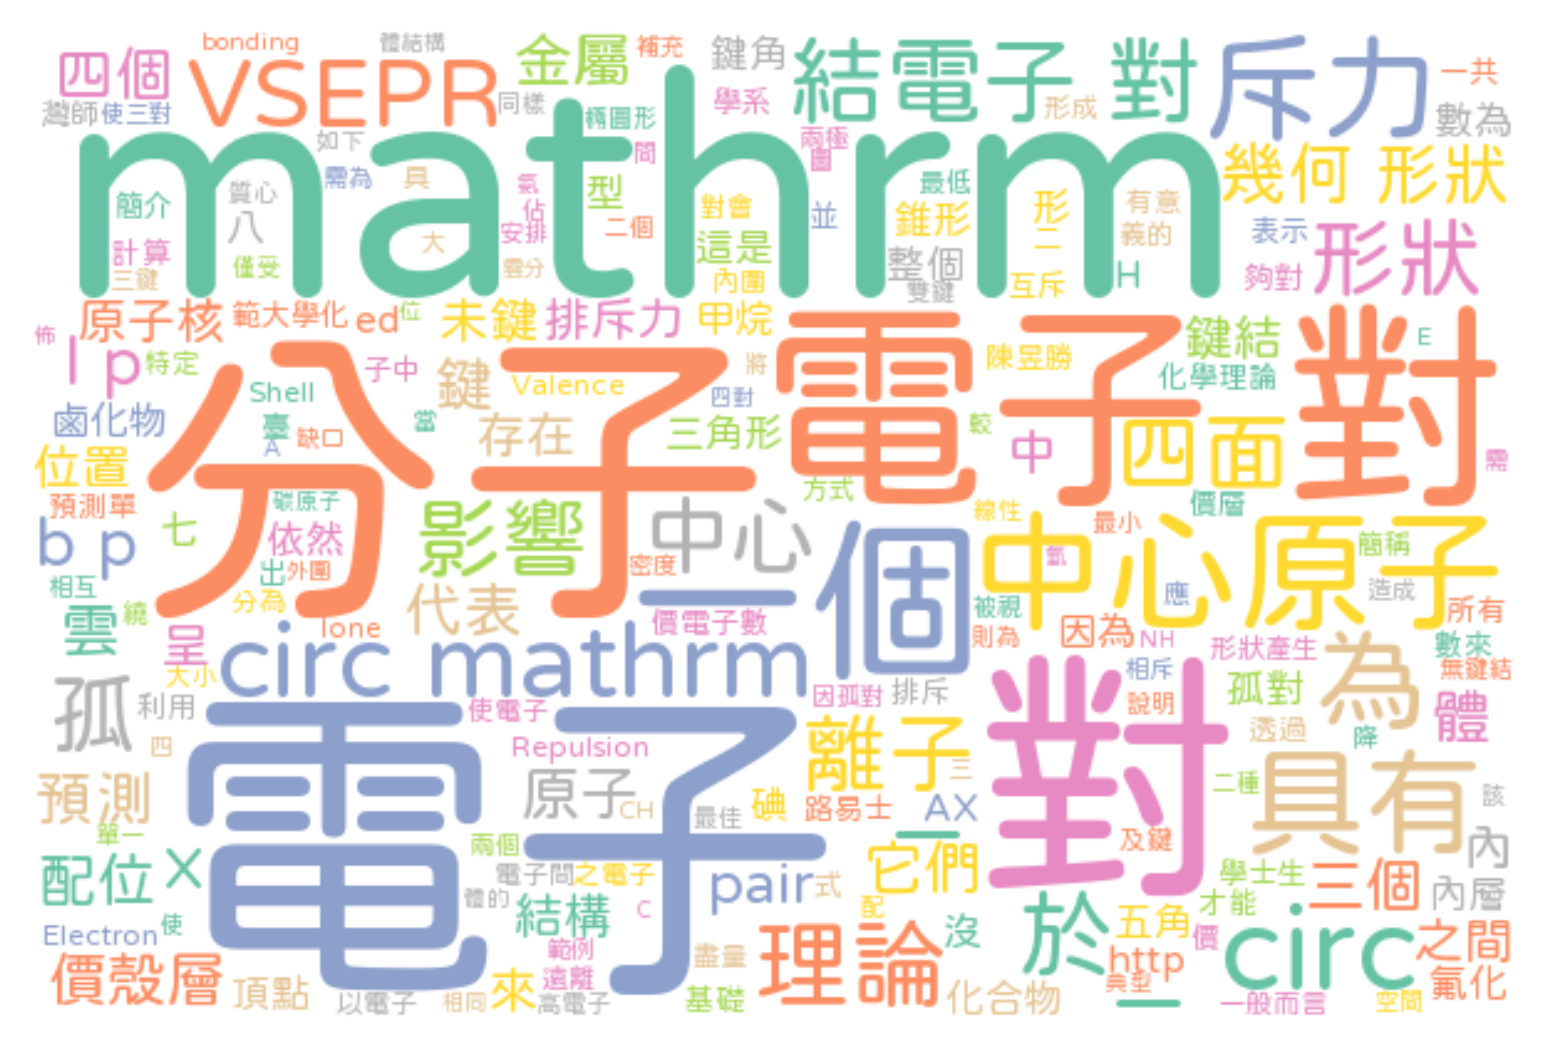 bonding
體結構
四個
VSEPR
金屬
補充
鍵角
結電子 對
斥力
一共
灣師
使三對
同樣
橢圓形
學系
形成
數為
mathrm
如下
間
兩極
幾何 形狀
簡介
質心
需為
具
氣
型
最低
形
有意
八
佔
二個
對會
並
錐形
表示
形狀
計算
大
安排
這是
二
義的
三鍵
僅受
雲分
內圍
整個
雙鍵
互斥
H
夠對
佈
原子核
範大學化
ed
位
未鍵
排斥力
甲烷
電子 對
鍵結
E
l p
特定
子中
分子
鍵
Valence
將
陳昱勝
化學理論
鹵化物
Shell
臺
缺口
當
存在
三角形
四對
較
中
四面
需
位置
A
預測單
碳原子
方式
價層
b p
七
依然
影響
中心
線性
最小
中心原子
簡稱
相互
出
外圍
密度
一個
氫
造成
雲
繞
分為
代表
價電子數
被視
應
所有
呈
lone
則為
因為
NH
形狀產生
數來
大小
circ mathrm
相斥
無鍵結
孤
利用
使電子
因孤對
排斥
對
說明
孤對
為
體
電子
四
Repulsion
離子
透過
降
預測
原子
CH
最佳
碘
路易士
三
AX
二種
具有
該
單一
兩個
及鍵
內
配位
X
電子間
之電子
pair
式
它們
學士生
三個
內層
體的
結構
C
配
於
五角
才能
Electron
使
範例
理論
沒
價
circ
之間
價殼層
頂點
遠離
盡量
http
氟化
以電子
相同
來
高電子
基礎
化合物
典型
一
一般而言
空間